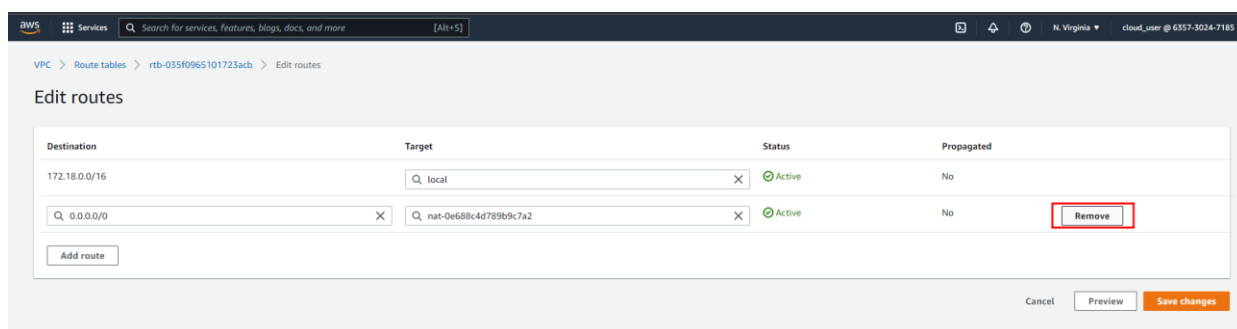 aws Services Search for services, features, blogs, docs, and more [Alt+S] N. Virginia ▼ cloud_user @ 6357-3024-7185
VPC > Route tables > rtb-035f0965101723acb > Edit routes
Edit routes
Destination Target Status Propagated
172.18.0.0/16 local Active No
0.0.0.0/0 nat-0e688c4d789b9c7a2 Active No Remove
Add route
Cancel Preview Save changes